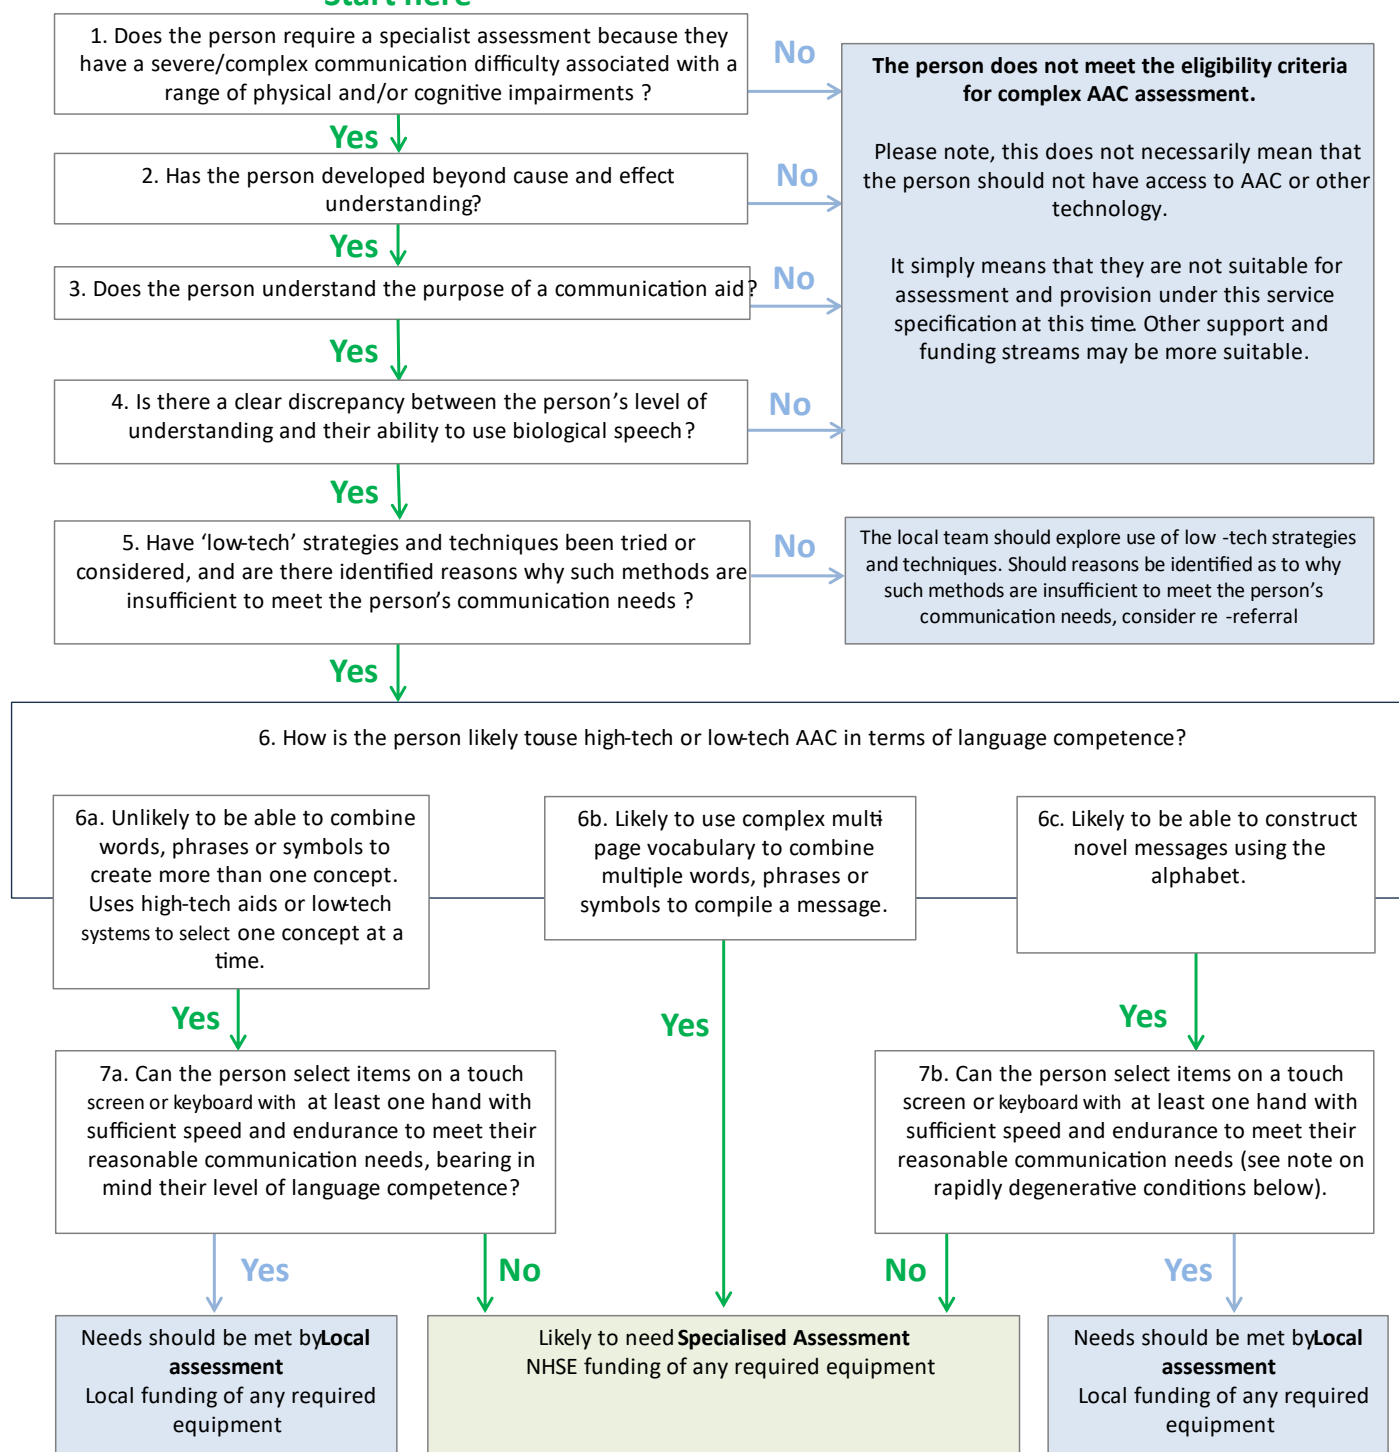 Start here
1. Does the person require a specialist assessment because they
have a severe/complex communication difficulty associated with a
range of physical and/or cognitive impairments ?
No
The person does not meet the eligibility criteria
for complex AAC assessment.
Please note, this does not necessarily mean that
the person should not have access to AAC or other
technology.
It simply means that they are not suitable for
assessment and provision under this service
specification at this time. Other support and
funding streams may be more suitable.
Yes
2. Has the person developed beyond cause and effect
understanding?
No
Yes
3. Does the person understand the purpose of a communication aid?
No
Yes
4. Is there a clear discrepancy between the person's level of
understanding and their ability to use biological speech?
No
Yes
5. Have 'low-tech' strategies and techniques been tried or
considered, and are there identified reasons why such methods are
insufficient to meet the person's communication needs ?
No
The local team should explore use of low -tech strategies
and techniques. Should reasons be identified as to why
such methods are insufficient to meet the person's
communication needs, consider re -referral
Yes
6. How is the person likely touse high-tech or low-tech AAC in terms of language competence?
6a. Unlikely to be able to combine
words, phrases or symbols to
create more than one concept.
Uses high-tech aids or low-tech
systems to select one concept at a
time.
6b. Likely to use complex multi
page vocabulary to combine
multiple words, phrases or
symbols to compile a message.
6c. Likely to be able to construct
novel messages using the
alphabet.
Yes
Yes
Yes
7a. Can the person select items on a touch
screen or keyboard with at least one hand with
sufficient speed and endurance to meet their
reasonable communication needs, bearing in
mind their level of language competence?
7b. Can the person select items on a touch
screen or keyboard with at least one hand with
sufficient speed and endurance to meet their
reasonable communication needs (see note on
rapidly degenerative conditions below).
Yes
No
No
Yes
Needs should be met byLocal
assessment
Local funding of any required
equipment
Likely to need Specialised Assessment
NHSE funding of any required equipment
Needs should be met byLocal
assessment
Local funding of any required
equipment